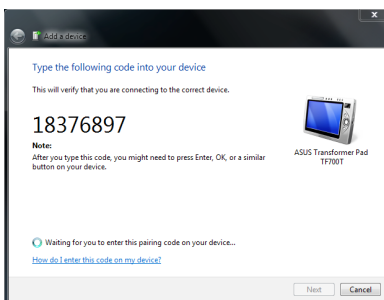 Add a device
Type the following code into your device
This will verify that you are connecting to the correct device.
18376897
Note:
After you type this code, you might need to press Enter, OK, or a similar
button on your device.
ASUS Transformer Pad
TF700T
Waiting for you to enter this pairing code on your device...
How do I enter this code on my device?
Next
Cancel